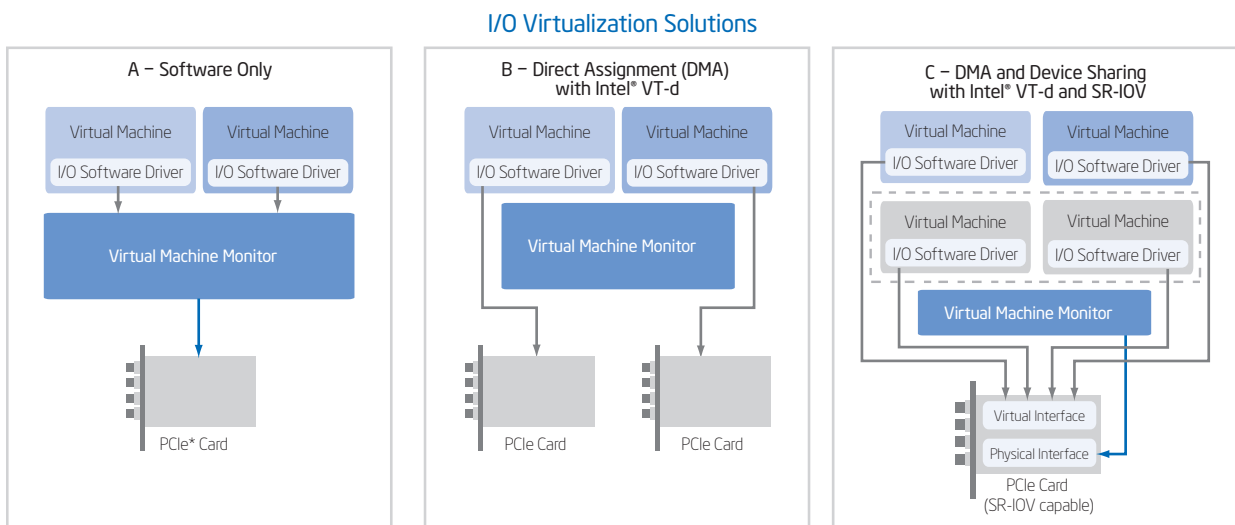 I/O Virtualization Solutions
A – Software Only
Virtual Machine
I/O Software Driver
Virtual Machine
I/O Software Driver
Virtual Machine Monitor
PCIe* Card
B – Direct Assignment (DMA)
with Intel® VT-d
Virtual Machine
I/O Software Driver
Virtual Machine
I/O Software Driver
Virtual Machine Monitor
PCIe Card
PCIe Card
C – DMA and Device Sharing
with Intel® VT-d and SR-IOV
Virtual Machine
I/O Software Driver
Virtual Machine
I/O Software Driver
Virtual Machine
I/O Software Driver
Virtual Machine
I/O Software Driver
Virtual Machine Monitor
Virtual Interface
Physical Interface
PCIe Card
(SR-IOV capable)